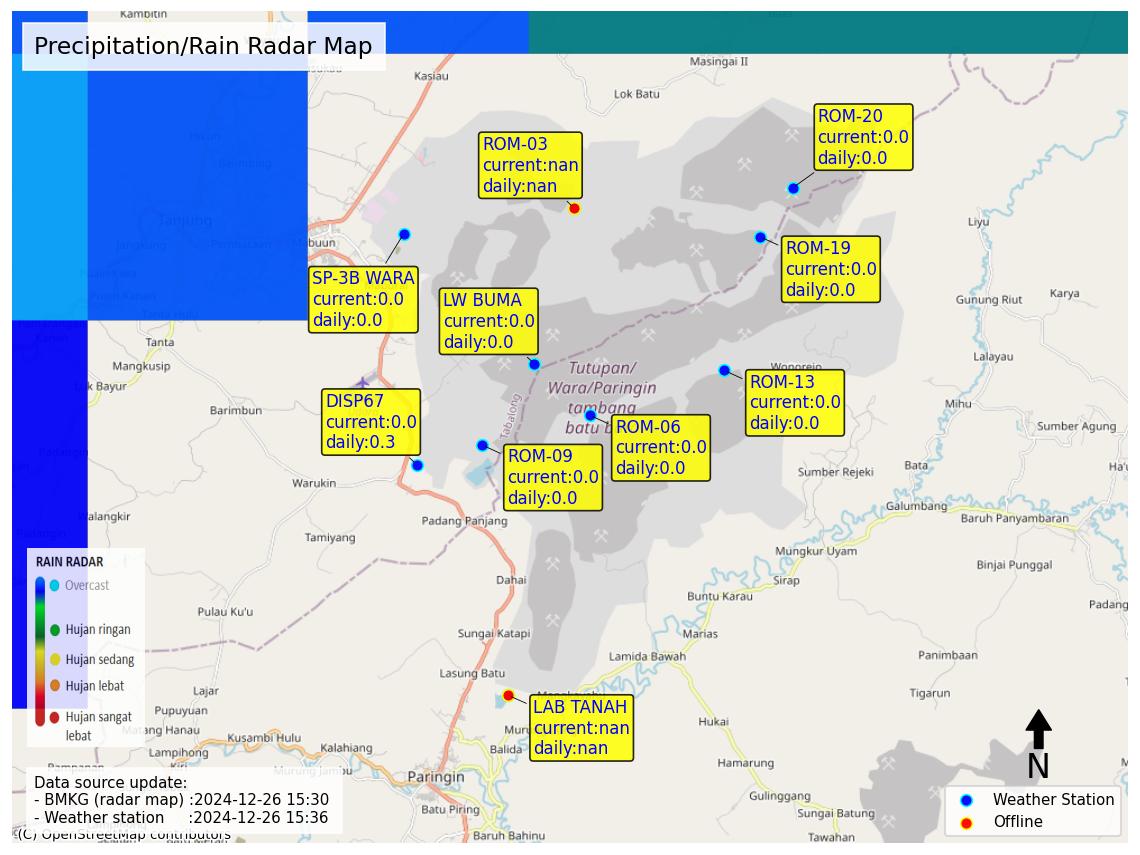 Kambitin
Precipitation/Rain Radar Map
Kasiau
Masingai II
Lok Batu
ROM-20
current:0.0
daily:0.0
ROM-03
current:nan
daily:nan
Tanjung
Mabuun
Liyu
ROM-19
current:0.0
daily:0.0
SP-3B WARA
current:0.0
daily:0.0
LW BUMA
current:0.0
daily:0.0
Gunung Riut
Karya
Tanta Hulu
Tanta
Mangkusip
Lalayau
Tutupan/
Wara/Paringin
tambang
batu b
Wonorejo
ROM-13
current:0.0
daily:0.0
Lok Bayur
Barimbun
Tabalong
DISP67
current:0.0
daily:0.3
ROM-06
current:0.0
daily:0.0
Mihu
Sumber Agung
ROM-09
current:0.0
daily:0.0
Padangin
Warukin
Sumber Rejeki
Bata
Ha'u
Galumbang
Walangkir
Padang Panjang
Baruh Panyambaran
Padangin
Tamiyang
Mungkur Uyam
Binjai Punggal
RAIN RADAR
Overcast
Hujan ringan
Hujan sedang
Hujan lebat
Hujan sangat
lebat
Dahai
Sirap
Buntu Karau
Padang
Pulau Ku'u
Sungai Katapi
Marias
Lamida Bawah
Panimbaan
Lasung Batu
Lajar
Tigarun
LAB TANAH
current:nan
daily:nan
Pupuyuan
Matang Hanau
Kusambi Hulu
Kalahiang
Balida
Hukai
Lampihong
Murung Jambu
Paringin
Hamarung
N
Data source update:
- BMKG (radar map) :2024-12-26 15:30
- Weather station :2024-12-26 15:36
Batu Piring
Gulinggang
Sungai Batung
Weather Station
Offline
(C) OpenStreetMap contributors
Baruh Bahinu
Tawahan